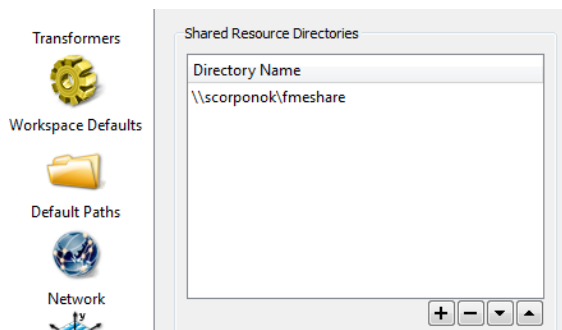 Transformers
Workspace Defaults
Default Paths
Network
y
Shared Resource Directories
Directory Name
\\scorponok\fmeshare